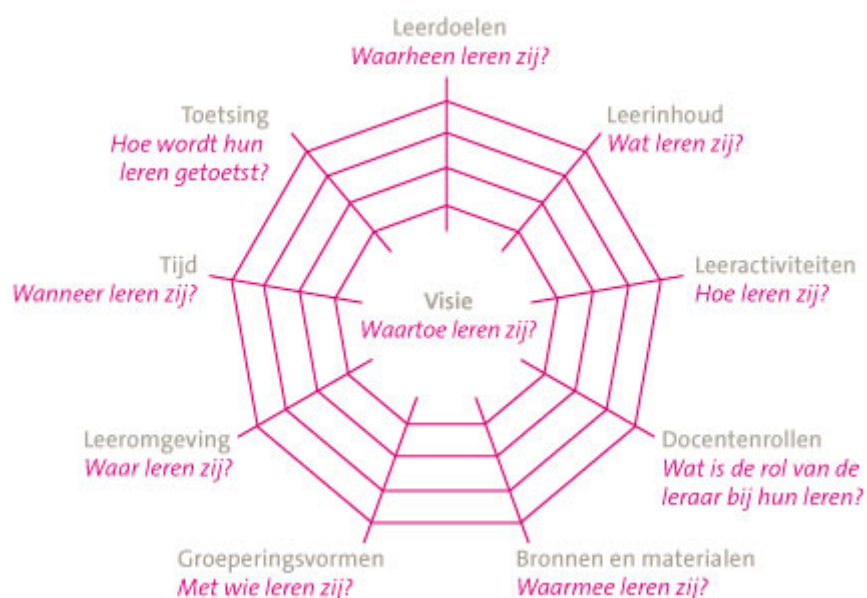 Leerdoelen
Waarheen leren zij?
Leerinhoud
Wat leren zij?
Leeractiviteiten
Hoe leren zij?
Docentenrollen
Wat is de rol van de
leraar bij hun leren?
Bronnen en materialen
Waarmee leren zij?
Groeperingsvormen
Met wie leren zij?
Leeromgeving
Waar leren zij?
Tijd
Wanneer leren zij?
Toetsing
Hoe wordt hun
leren getoetst?
Visie
Waartoe leren zij?